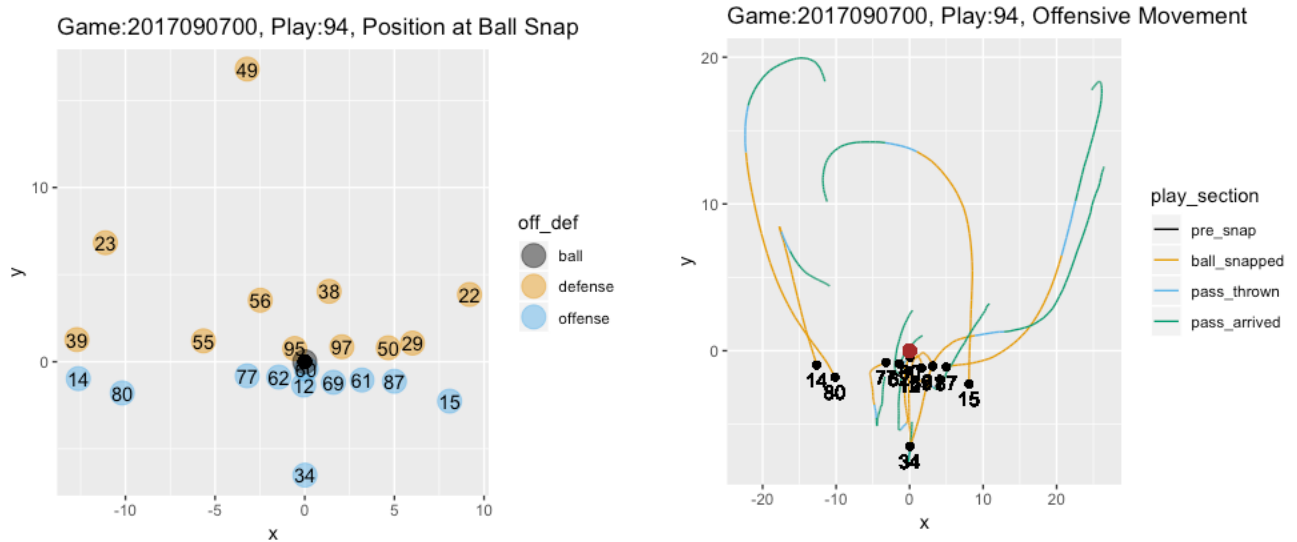 Game:2017090700, Play:94, Position at Ball Snap
49
10
23
38
56
22
39
55
95
97
50
29
0
60
14
80
77
62
12
69
61
87
15
34
-10
-5
0
5
10
x
y
off_def
ball
defense
offense
Game:2017090700, Play:94, Offensive Movement
20
10
0
14
80
77
87
15
34
-20
-10
0
10
20
x
y
play_section
pre_snap
ball_snapped
pass_thrown
pass_arrived